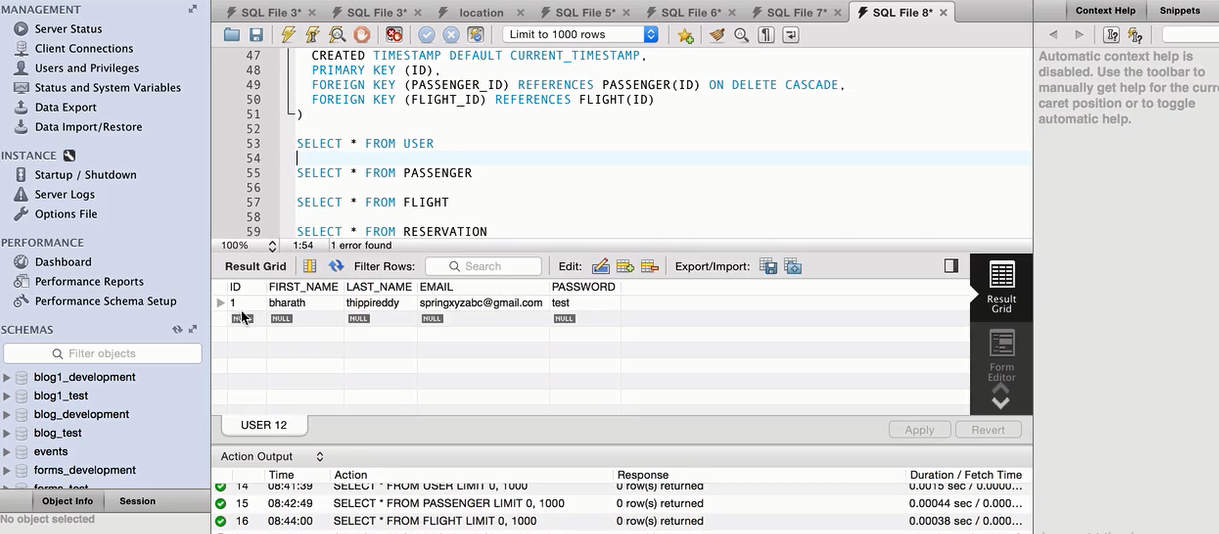 MANAGEMENT
Server Status
Client Connections
Users and Privileges
Status and System Variables
Data Export
Data Import/Restore
INSTANCE
Startup / Shutdown
Server Logs
Options File
PERFORMANCE
Dashboard
Performance Reports
Performance Schema Setup
SCHEMAS
Filter objects
blog1_development
blog1_test
blog_development
blog_test
events
forms_development
Object Info Session
No object selected
SQL File 3* SQL File 3* location SQL File 5* SQL File 6* SQL File 7* SQL File 8*
Limit to 1000 rows
47 CREATED TIMESTAMP DEFAULT CURRENT_TIMESTAMP,
48 PRIMARY KEY (ID),
49 FOREIGN KEY (PASSENGER_ID) REFERENCES PASSENGER(ID) ON DELETE CASCADE,
50 FOREIGN KEY (FLIGHT_ID) REFERENCES FLIGHT(ID)
51 )
52
53 SELECT * FROM USER
54
55 SELECT * FROM PASSENGER
56
57 SELECT * FROM FLIGHT
58
59 SELECT * FROM RESERVATION
100% 1:54 1 error found
Result Grid Filter Rows: Search Edit: Export/Import:
ID FIRST_NAME LAST_NAME EMAIL PASSWORD
1 bharath thippireddy springxyzabc@gmail.com test
NULL NULL NULL NULL NULL
Result Grid
Form Editor
USER 12 Apply Revert
Action Output
Time Action Response Duration / Fetch Time
14 08:41:39 SELECT * FROM USER LIMIT 0, 1000 0 row(s) returned 0.0015 sec / 0.0000...
15 08:42:49 SELECT * FROM PASSENGER LIMIT 0, 1000 0 row(s) returned 0.00044 sec / 0.000...
16 08:44:00 SELECT * FROM FLIGHT LIMIT 0, 1000 0 row(s) returned 0.00038 sec / 0.000...
Context Help Snippets
Automatic context help is
disabled. Use the toolbar to
manually get help for the curr
caret position or to toggle
automatic help.